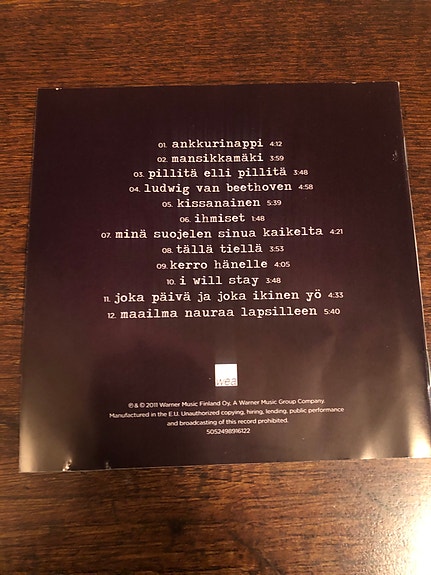 01. ankkurinappi 4:12
02. mansikkamäki 3:59
03. pillitä elli pillitä 3:48
04. ludwig van beethoven 4:58
05. kissanainen 5:39
06. ihmiset 1:48
07. minä suojelen sinua kaikelta 4:21
08. tällä tiellä 3:53
09. kerro hänelle 4:05
10. i will stay 3:48
11. joka päivä ja joka ikinen yö 4:33
12. maailma nauraa lapsilleen 5:40
wea
℗ & © 2011 Warner Music Finland Oy, A Warner Music Group Company.
Manufactured in the E.U. Unauthorized copying, hiring, lending, public performance
and broadcasting of this record prohibited.
5052498916122